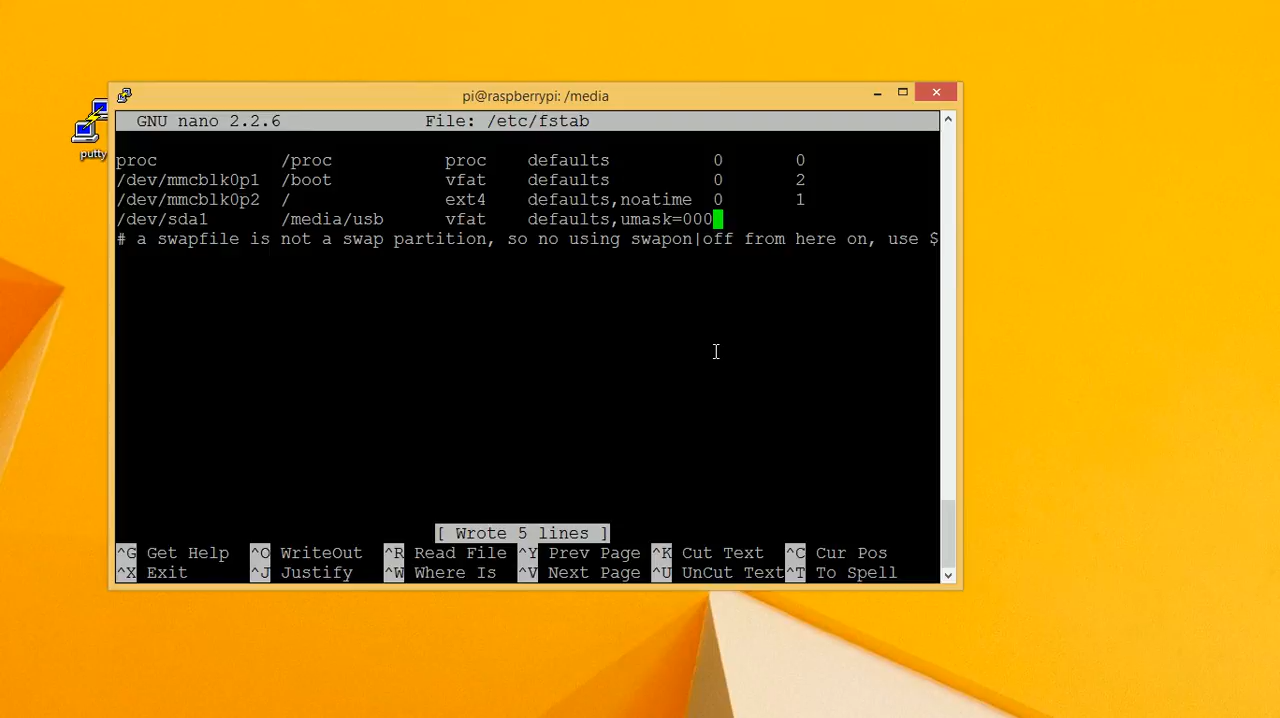 putty
pi@raspberrypi: /media
GNU nano 2.2.6 File: /etc/fstab
proc /proc proc defaults 0 0
/dev/mmcblk0p1 /boot vfat defaults 0 2
/dev/mmcblk0p2 / ext4 defaults,noatime 0 1
/dev/sda1 /media/usb vfat defaults,umask=000
# a swapfile is not a swap partition, so no using swapon|off from here on, use $
[ Wrote 5 lines ]
^G Get Help ^O WriteOut ^R Read File ^Y Prev Page ^K Cut Text ^C Cur Pos
^X Exit ^J Justify ^W Where Is ^V Next Page ^U UnCut Text ^T To Spell